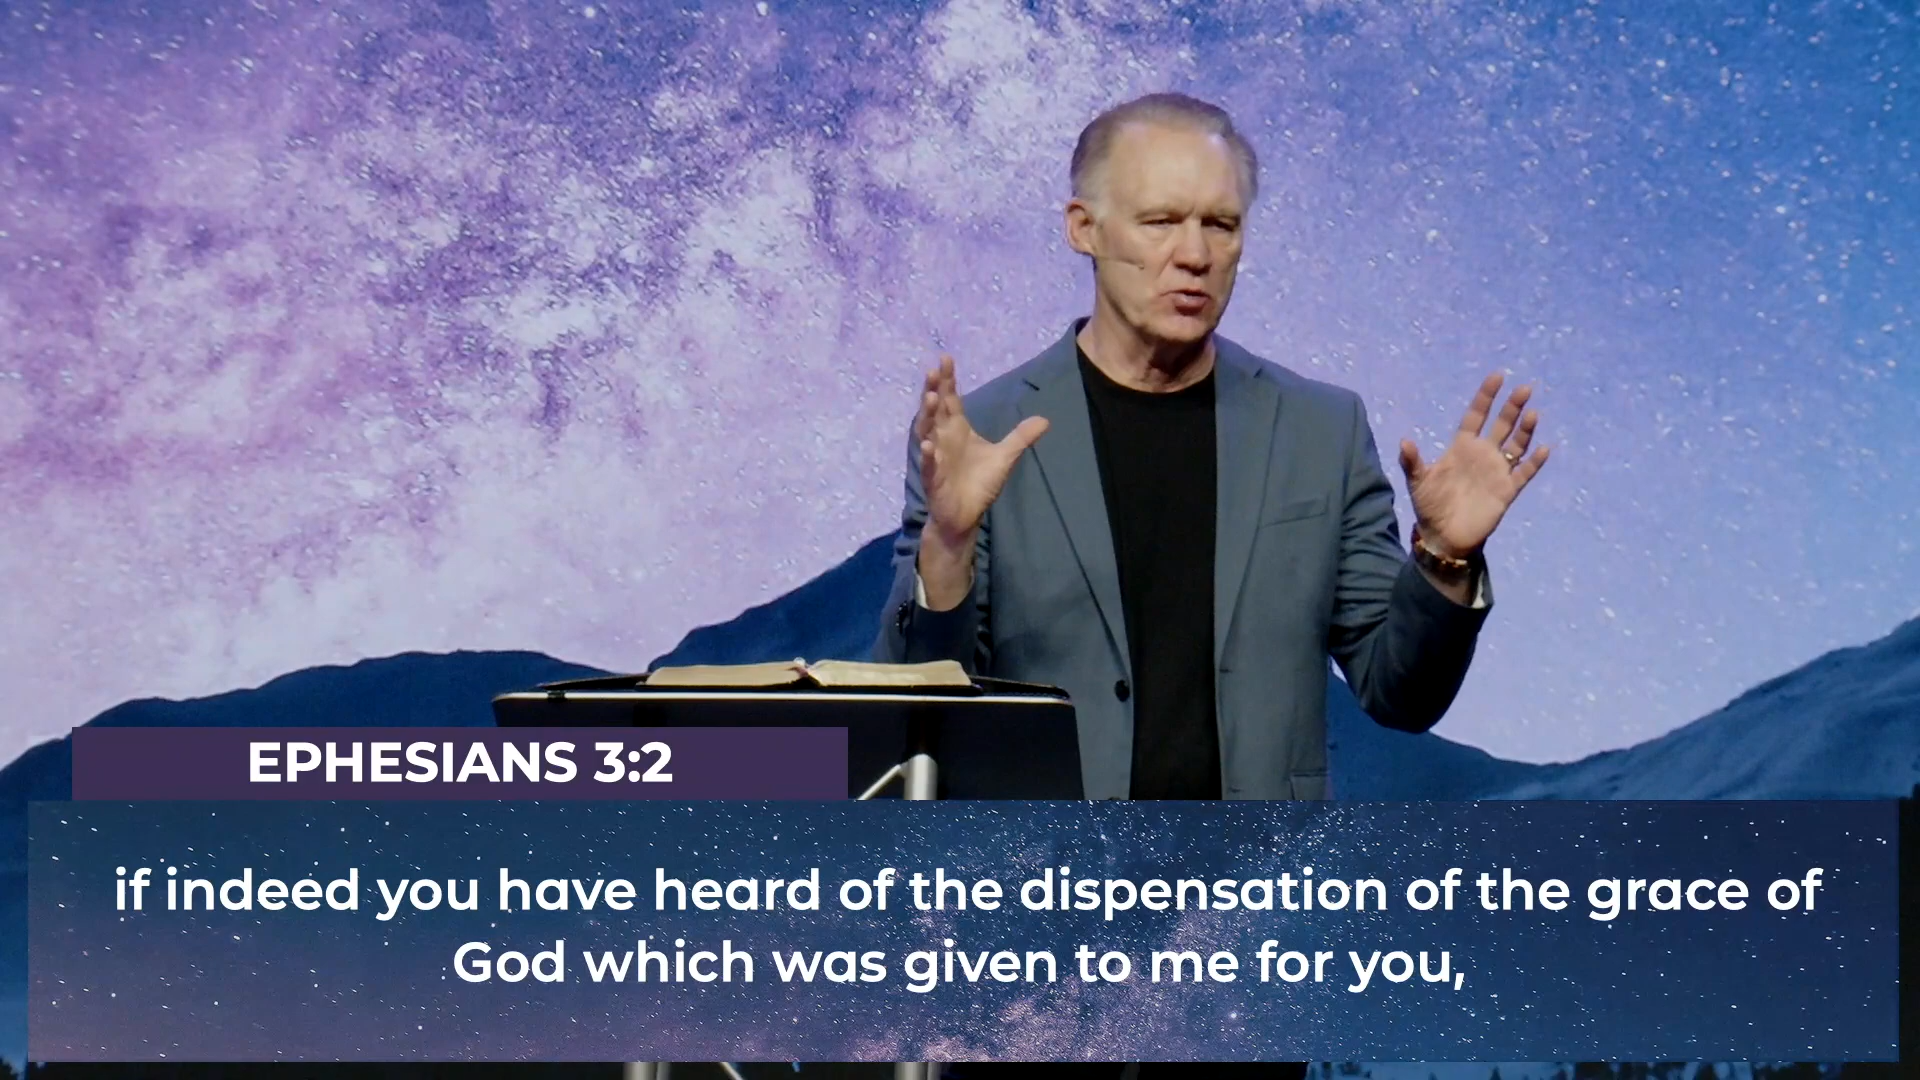 EPHESIANS 3:2
if indeed you have heard of the dispensation of the grace of
God which was given to me for you,